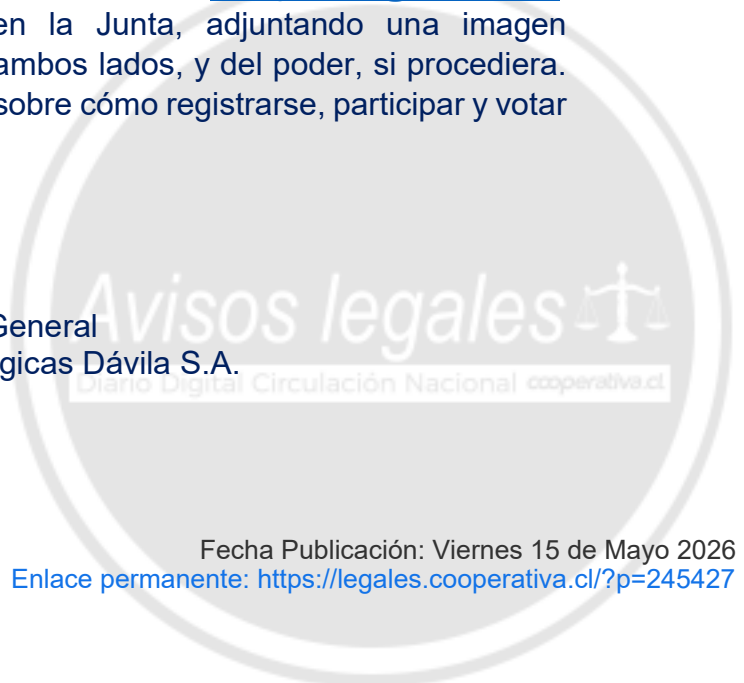 en la Junta, adjuntando una imagen
ambos lados, y del poder, si procediera.
sobre cómo registrarse, participar y votar
Avisos legales
General
gicas Dávila S.A.
Diario Digital Circulación Nacional cooperativa.cl
Fecha Publicación: Viernes 15 de Mayo 2026
Enlace permanente: https://legales.cooperativa.cl/?p=245427